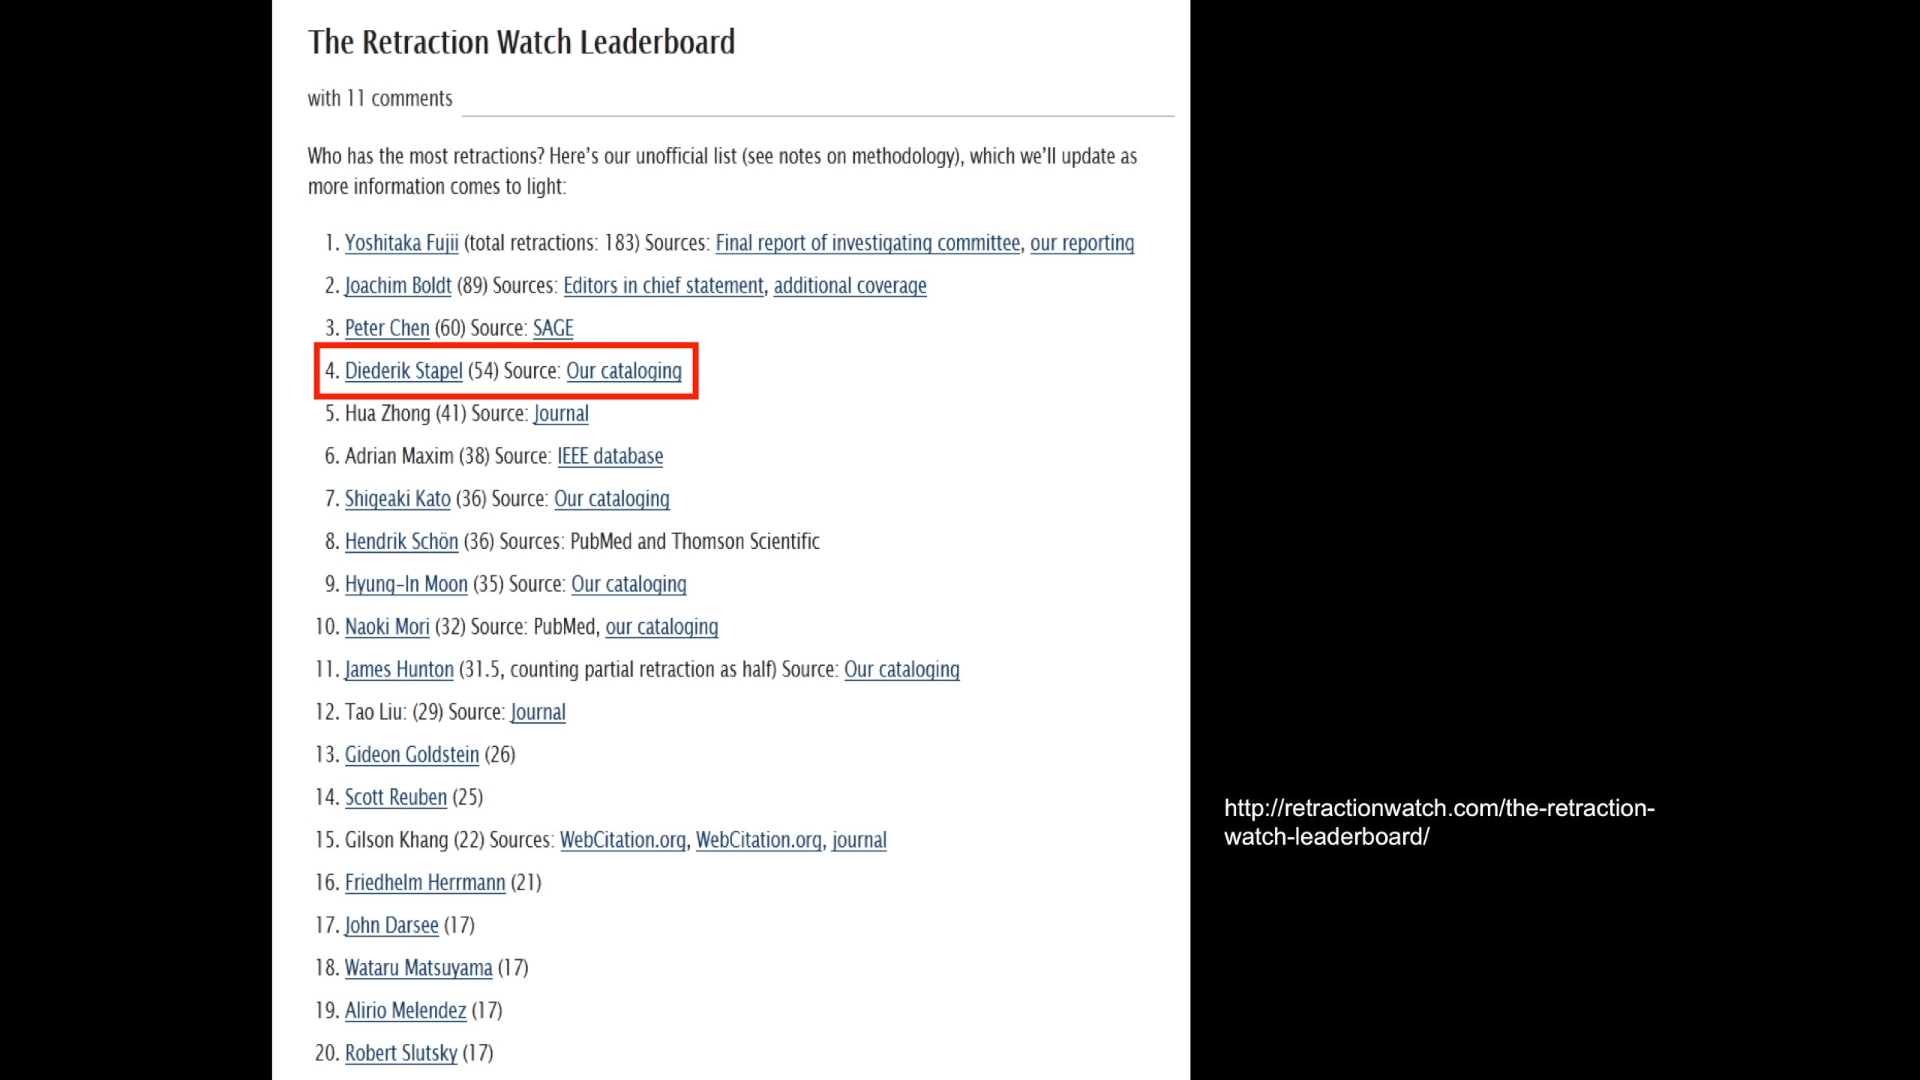 The Retraction Watch Leaderboard
with 11 comments
Who has the most retractions? Here's our unofficial list (see notes on methodology), which we'll update as
more information comes to light:
1. Yoshitaka Fujii (total retractions: 183) Sources: Final report of investigating committee, our reporting
2. Joachim Boldt (89) Sources: Editors in chief statement, additional coverage
3. Peter Chen (60) Source: SAGE
4. Diederik Stapel (54) Source: Our cataloging
5. Hua Zhong (41) Source: Journal
6. Adrian Maxim (38) Source: IEEE database
7. Shigeaki Kato (36) Source: Our cataloging
8. Hendrik Schön (36) Sources: PubMed and Thomson Scientific
9. Hyung-In Moon (35) Source: Our cataloging
10. Naoki Mori (32) Source: PubMed, our cataloging
11. James Hunton (31.5, counting partial retraction as half) Source: Our cataloging
12. Tao Liu: (29) Source: Journal
13. Gideon Goldstein (26)
14. Scott Reuben (25)
15. Gilson Khang (22) Sources: WebCitation.org, WebCitation.org, journal
16. Friedhelm Herrmann (21)
17. John Darsee (17)
18. Wataru Matsuyama (17)
19. Alirio Melendez (17)
20. Robert Slutsky (17)
http://retractionwatch.com/the-retraction-
watch-leaderboard/